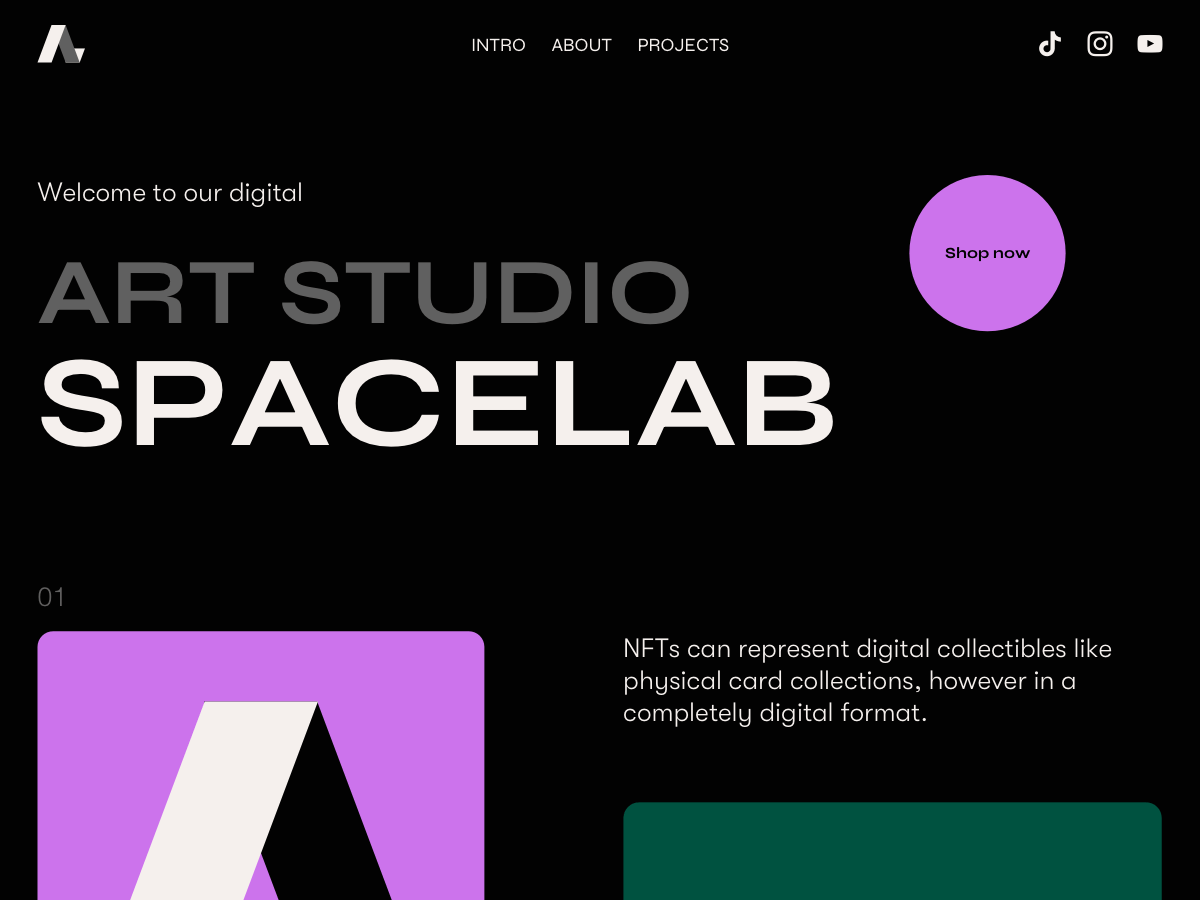 INTRO ABOUT PROJECTS
Welcome to our digital
ART STUDIO
SPACELAB
Shop now
01
NFTs can represent digital collectibles like
physical card collections, however in a
completely digital format.